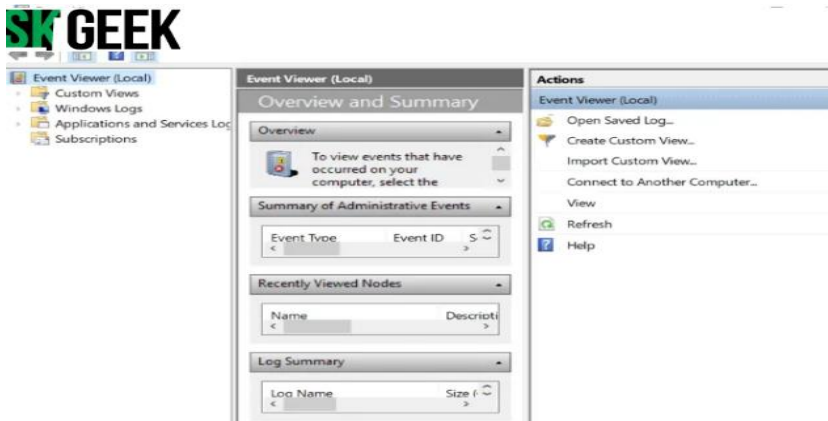 SK GEEK
Event Viewer (Local)
Custom Views
Windows Logs
Applications and Services Log
Subscriptions
Event Viewer (Local)
Overview and Summary
Overview
To view events that have
occurred on your
computer, select the
Summary of Administrative Events
Event Type Event ID S
Recently Viewed Nodes
Name Descripti
Log Summary
Log Name Size (
Actions
Event Viewer (Local)
Open Saved Log...
Create Custom View...
Import Custom View...
Connect to Another Computer...
View
Refresh
Help